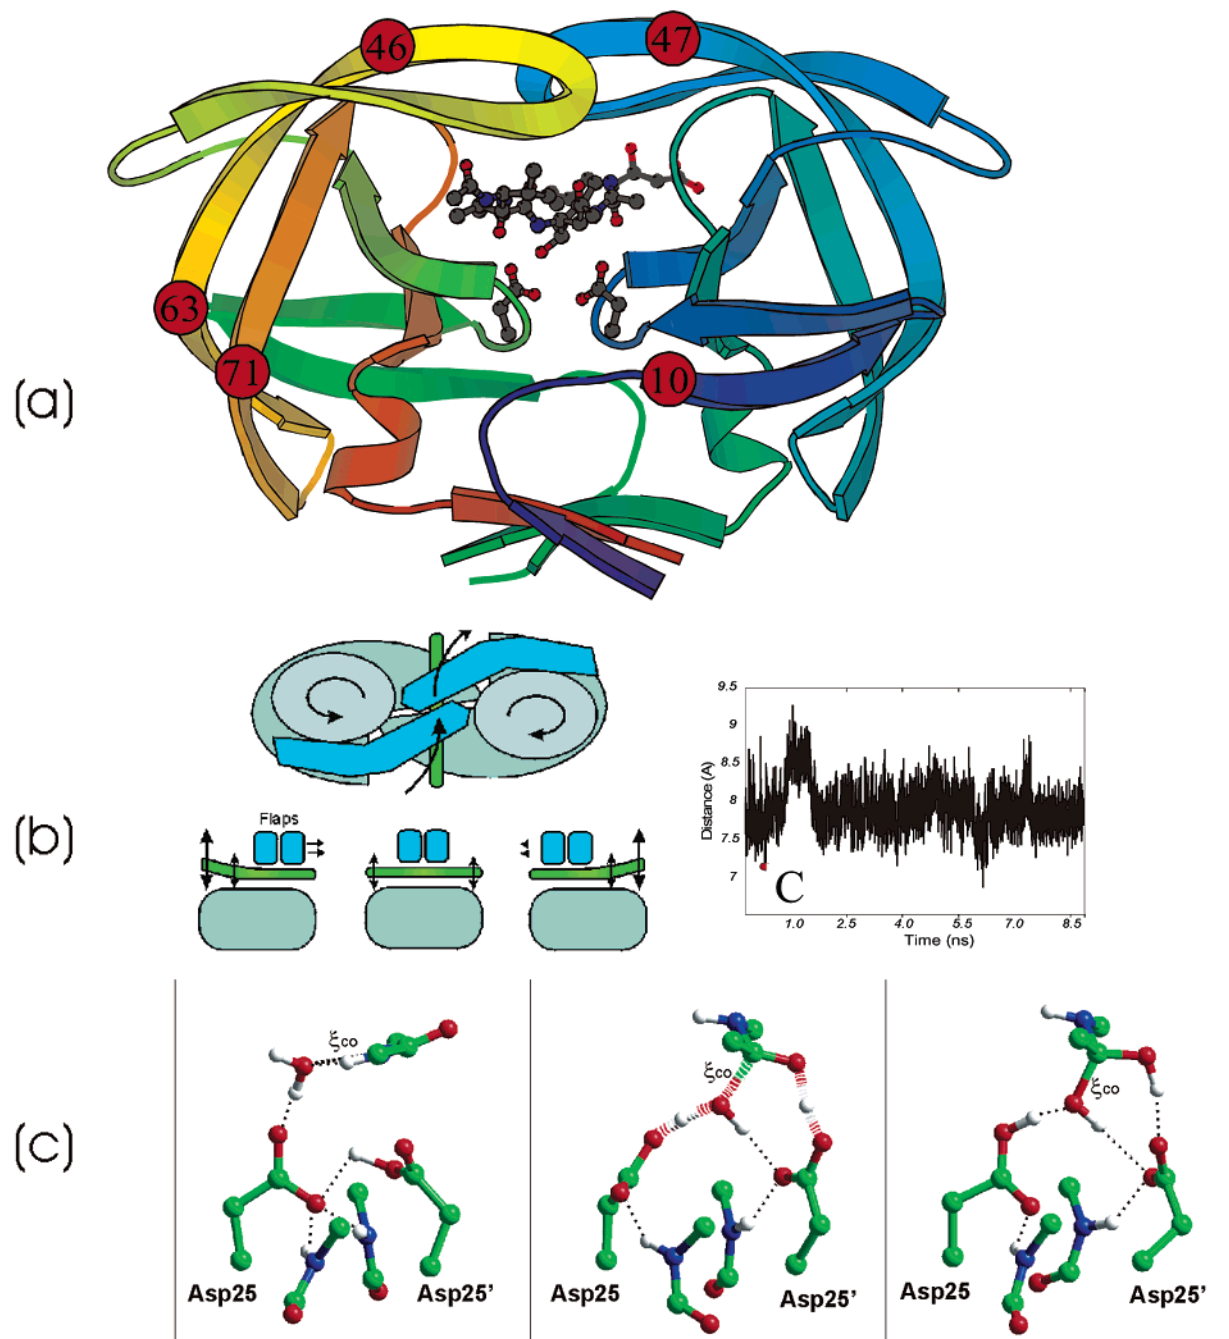 46
47
63
71
10
(a)
Flaps
(b)
9.5
9
8.5
8
7.5
7
Distance (A)
C
1.0 2.5 4.0 5.5 7.0 8.5
Time (ns)
ξco
ξco
ξco
(c)
Asp25 Asp25' Asp25 Asp25' Asp25 Asp25'